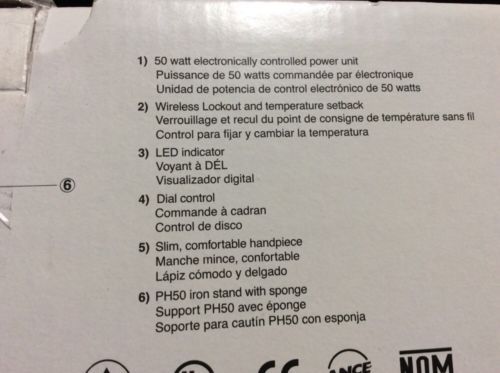 1) 50 watt electronically controlled power unit
Puissance de 50 watts commandée par électronique
Unidad de potencia de control electrónico de 50 watts
2) Wireless Lockout and temperature setback
Verrouillage et recul du point de consigne de température sans fil
Control para fijar y cambiar la temperatura
3) LED indicator
Voyant à DÉL
Visualizador digital
6
4) Dial control
Commande à cadran
Control de disco
5) Slim, comfortable handpiece
Manche mince, confortable
Lápiz cómodo y delgado
6) PH50 iron stand with sponge
Support PH50 avec éponge
Soporte para cautín PH50 con esponja
NOM